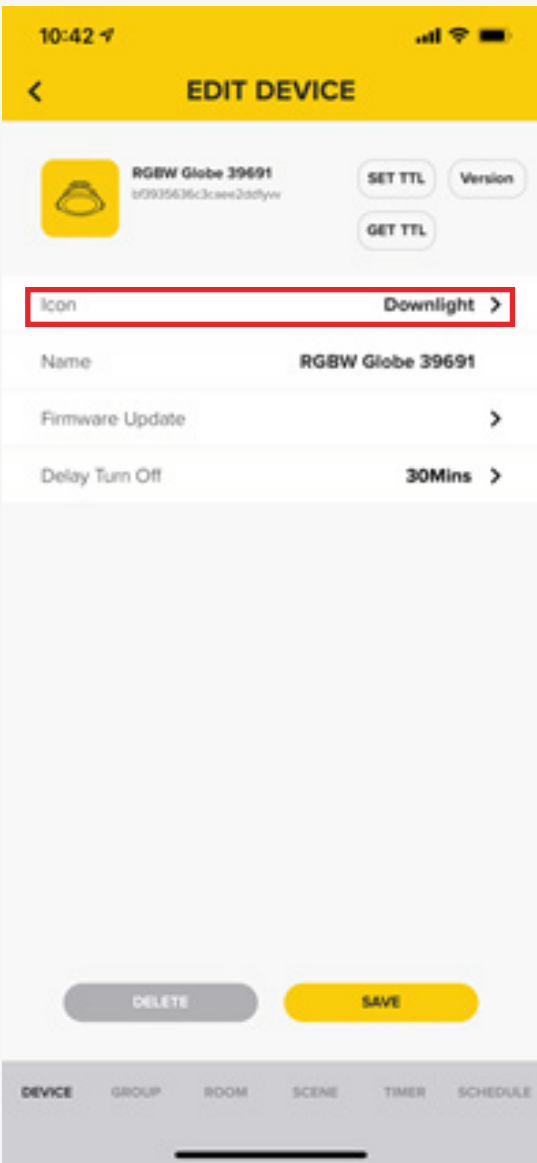 10:42
EDIT DEVICE
RGBW Globe 39691
SET TTL
Version
GET TTL
Icon
Downlight
Name
RGBW Globe 39691
Firmware Update
Delay Turn Off
30Mins
DELETE
SAVE
DEVICE GROUP ROOM SCENE TIMER SCHEDULE